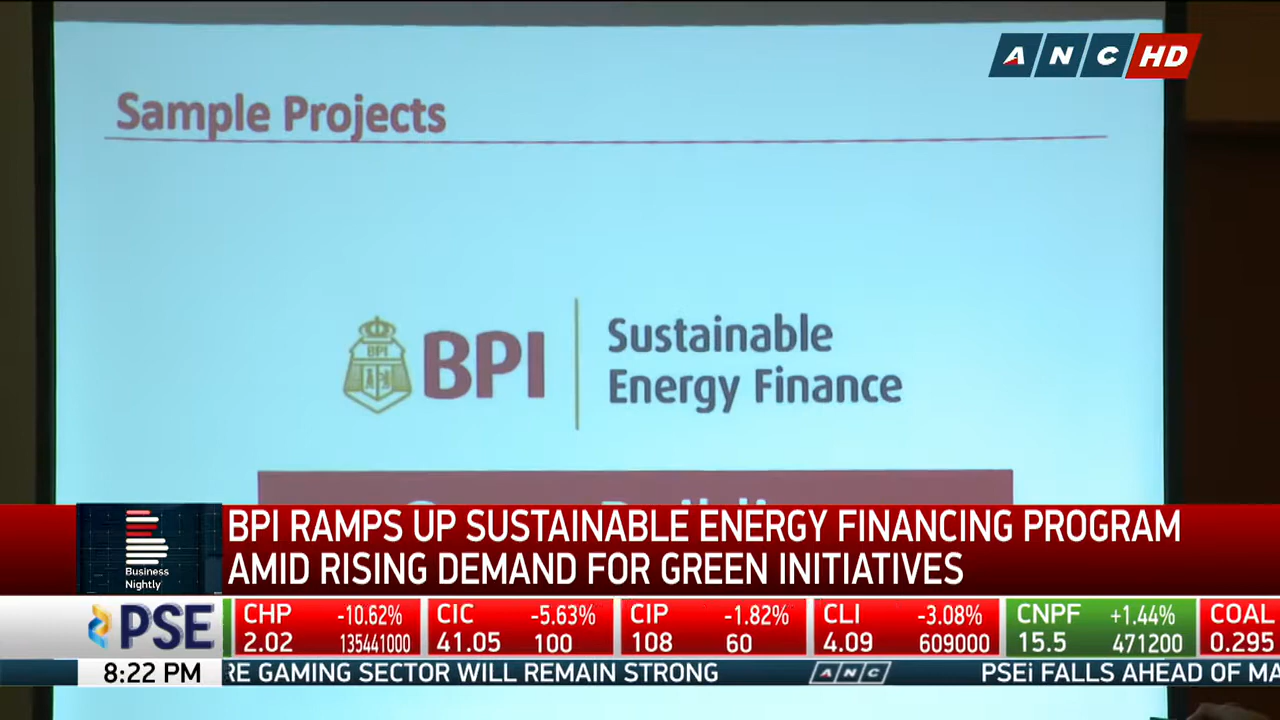 ANC HD
Sample Projects
BPI
BPI
Sustainable
Energy Finance
BPI RAMPS UP SUSTAINABLE ENERGY FINANCING PROGRAM
AMID RISING DEMAND FOR GREEN INITIATIVES
Business
Nightly
PSE
CHP -10.62%
2.02 135441000
CIC -5.63%
41.05 100
CIP -1.82%
108 60
CLI -3.08%
4.09 609000
CNPF +1.44%
15.5 471200
COAL
0.295
8:22 PM
RE GAMING SECTOR WILL REMAIN STRONG ANC PSEi FALLS AHEAD OF MA